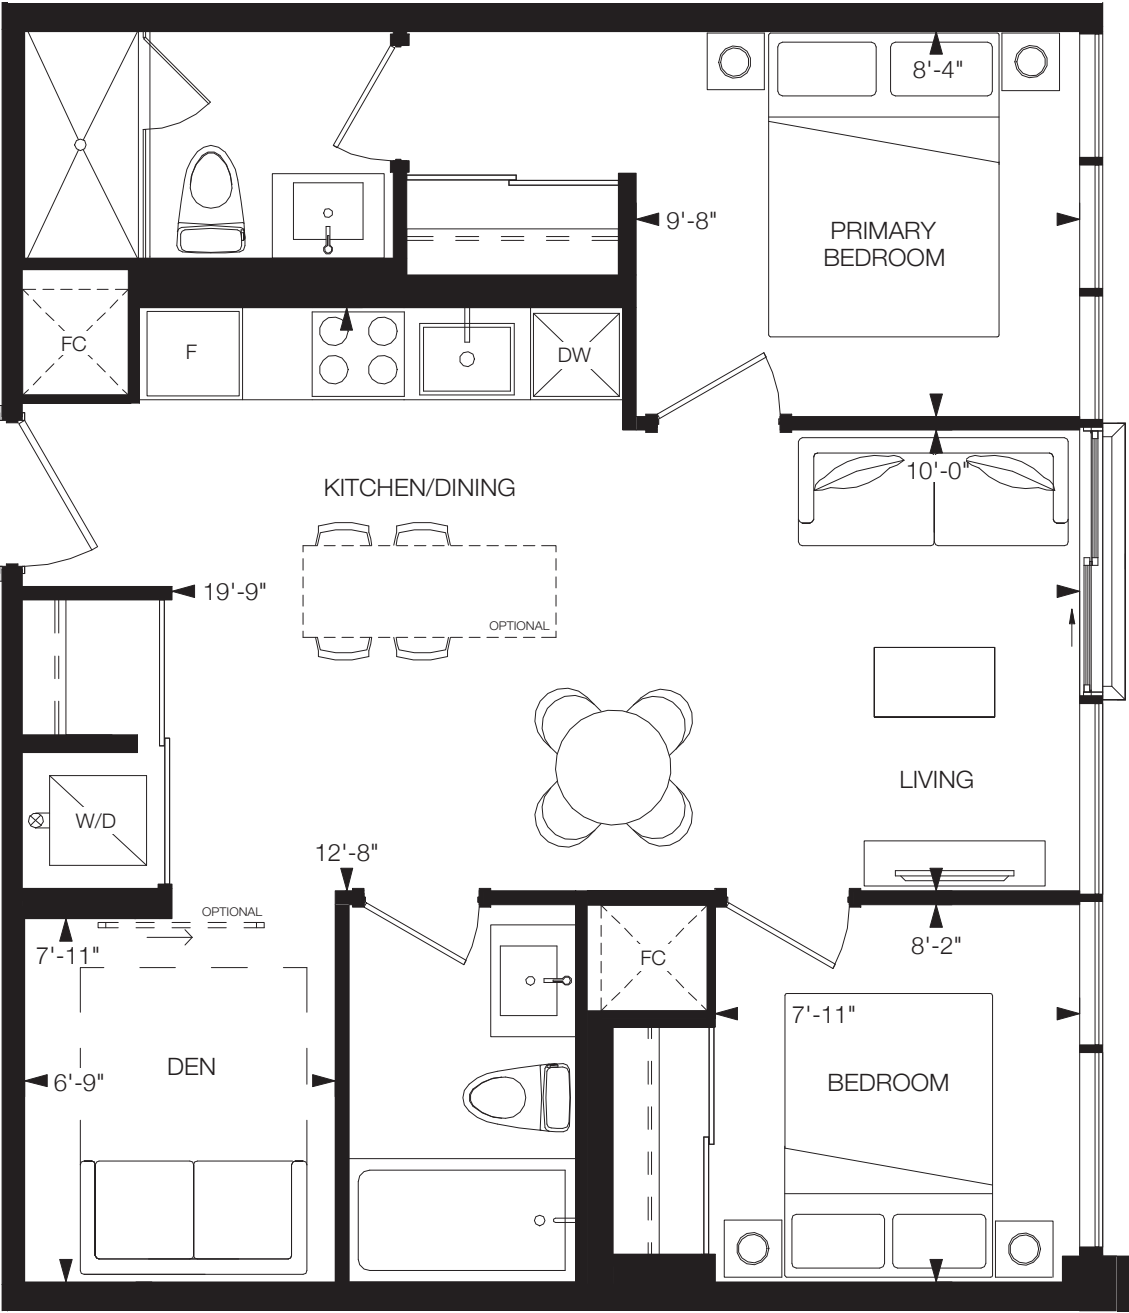 8'-4"
9'-8"
PRIMARY
BEDROOM
FC
F
DW
10'-0"
KITCHEN/DINING
19'-9"
OPTIONAL
LIVING
W/D
12'-8"
OPTIONAL
7'-11"
8'-2"
FC
7'-11"
DEN
6'-9"
BEDROOM